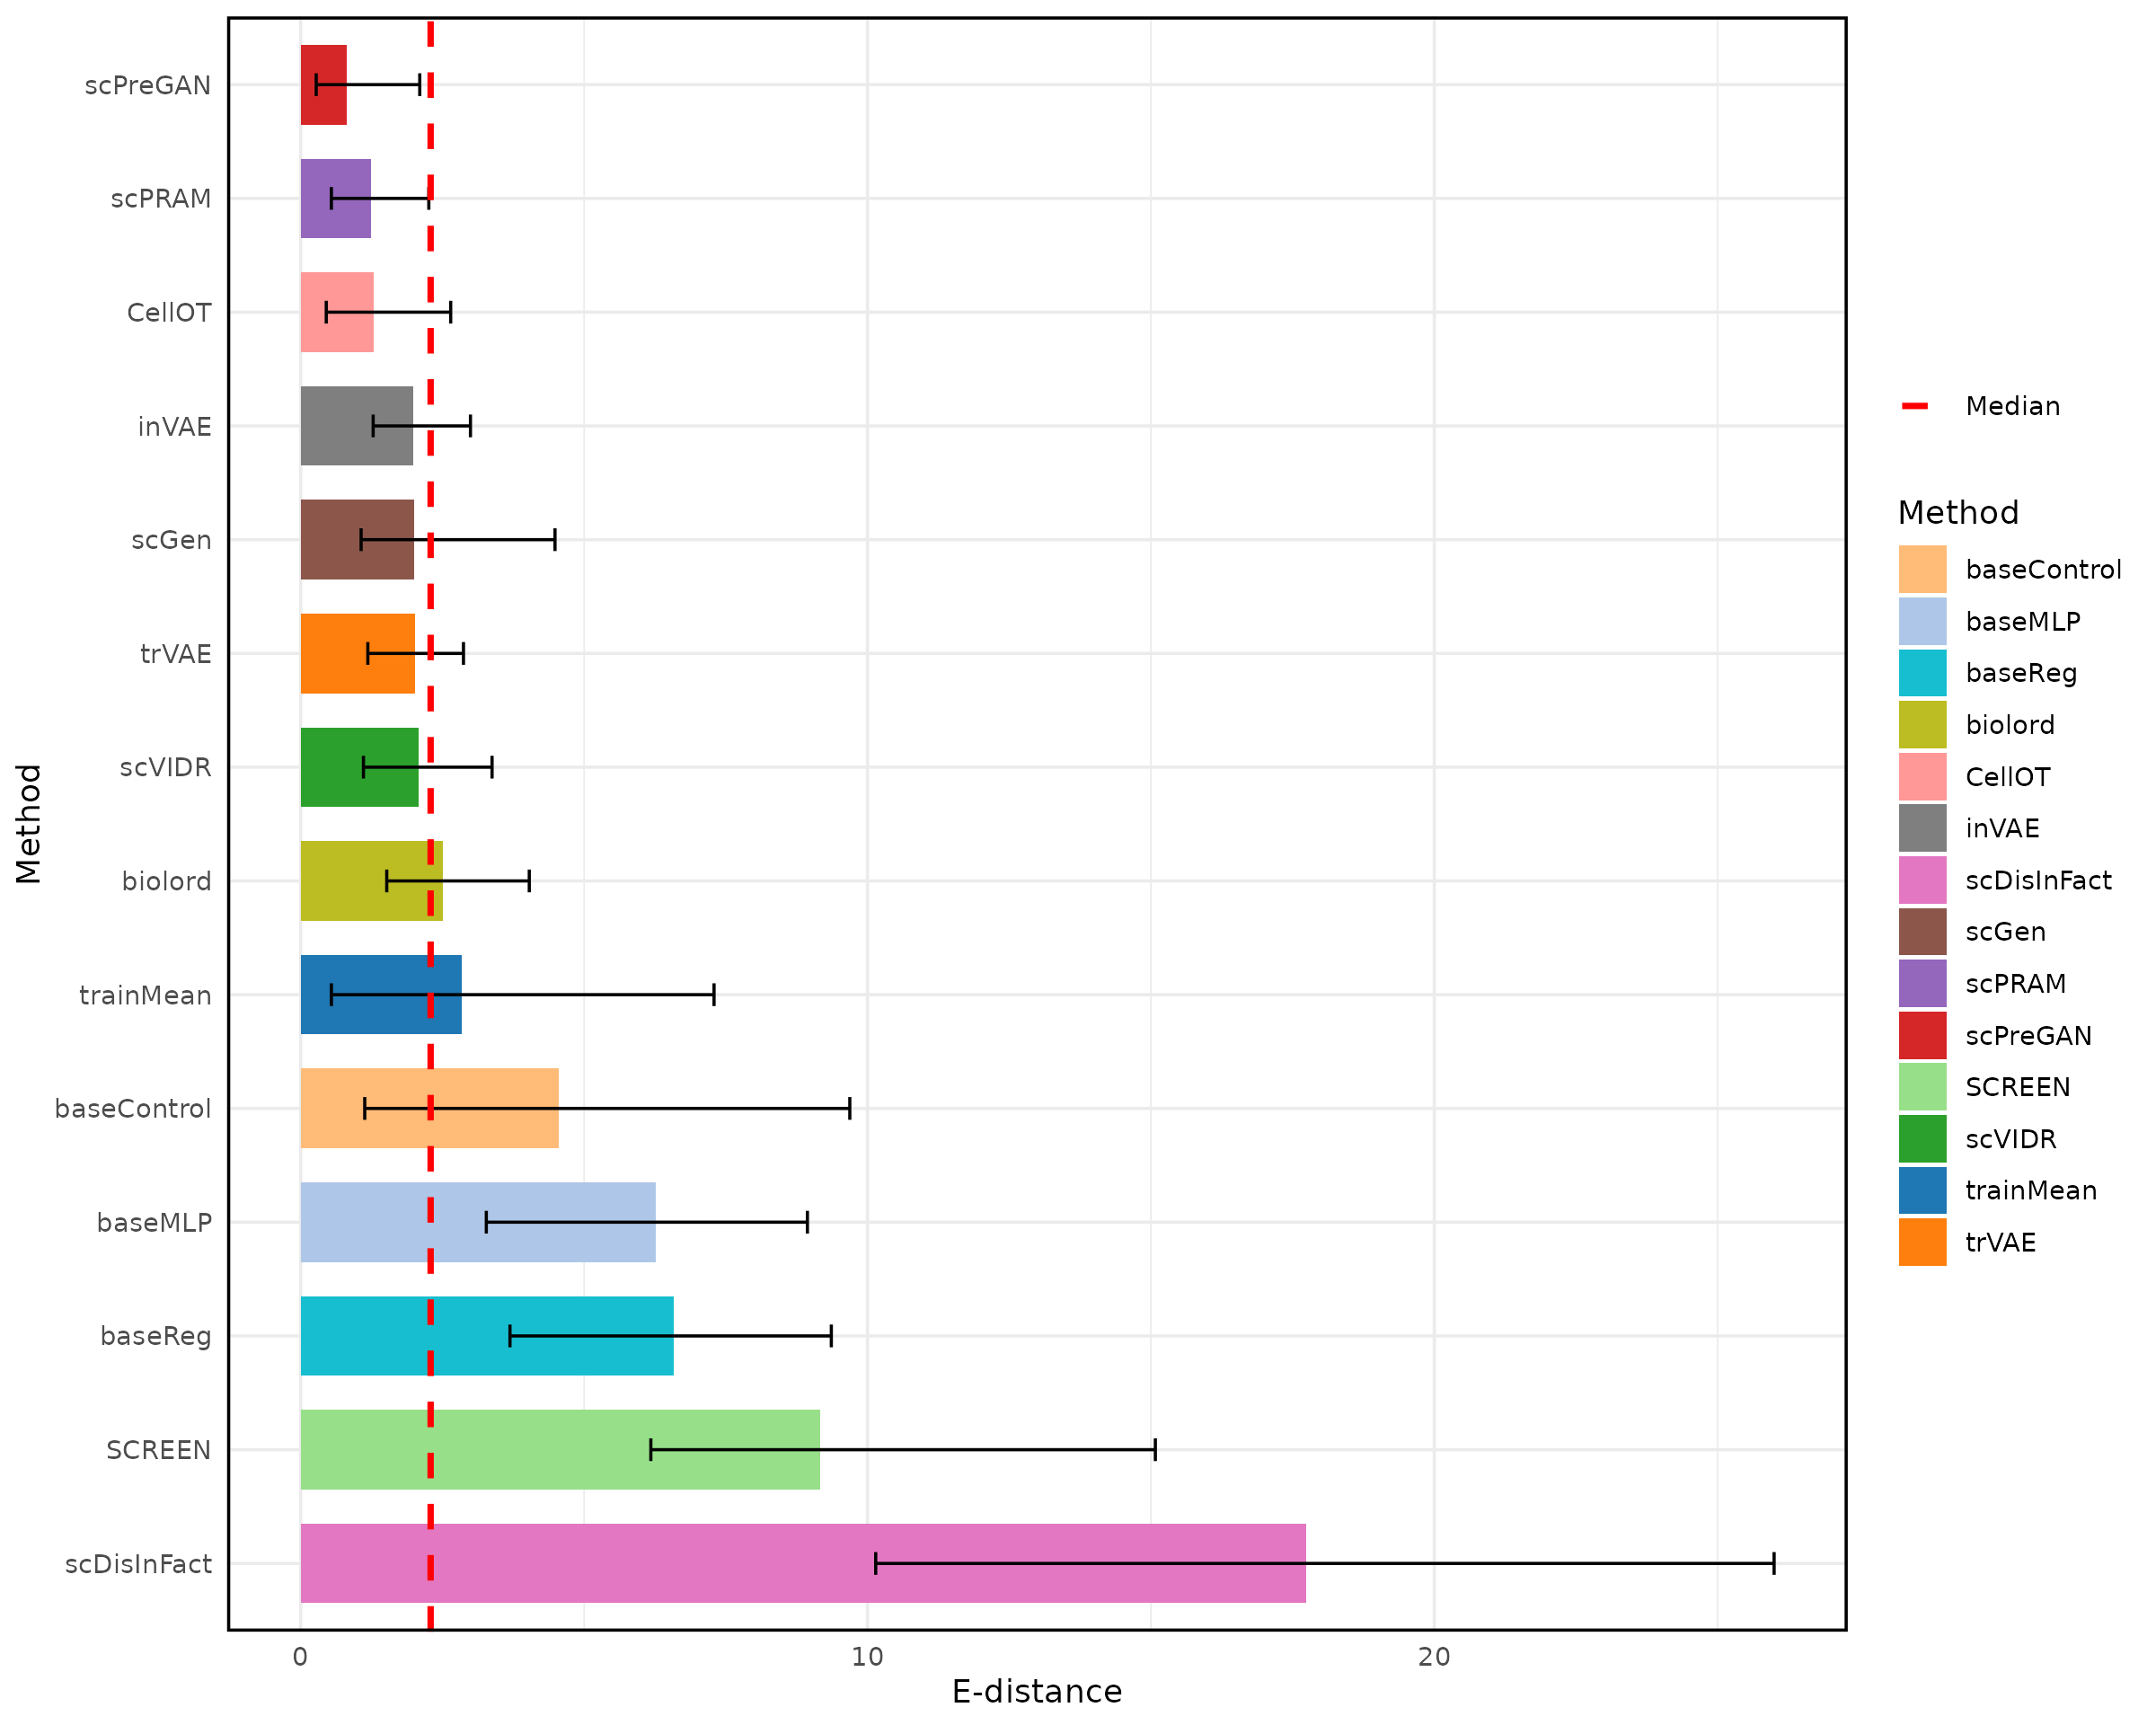 scPreGAN
scPRAM
CellOT
inVAE
scGen
trVAE
scVIDR
biolord
trainMean
baseControl
baseMLP
baseReg
SCREEN
scDisInFact
Method
0 10 20
E-distance
Median
Method
baseControl
baseMLP
baseReg
biolord
CellOT
inVAE
scDisInFact
scGen
scPRAM
scPreGAN
SCREEN
scVIDR
trainMean
trVAE